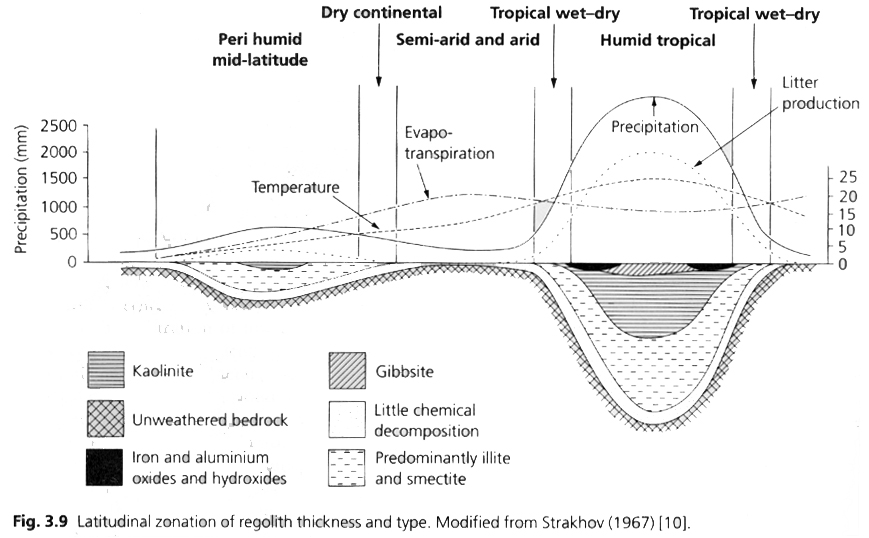 Dry continental
Tropical wet–dry
Tropical wet–dry
Peri humid
mid-latitude
Semi-arid and arid
Humid tropical
Litter
production
Precipitation
Evapo-
transpiration
Temperature
Precipitation (mm)
2500
2000
1500
1000
500
0
25
20
15
10
5
0
Kaolinite
Gibbsite
Unweathered bedrock
Little chemical
decomposition
Iron and aluminium
oxides and hydroxides
Predominantly illite
and smectite
Fig. 3.9 Latitudinal zonation of regolith thickness and type. Modified from Strakhov (1967) [10].